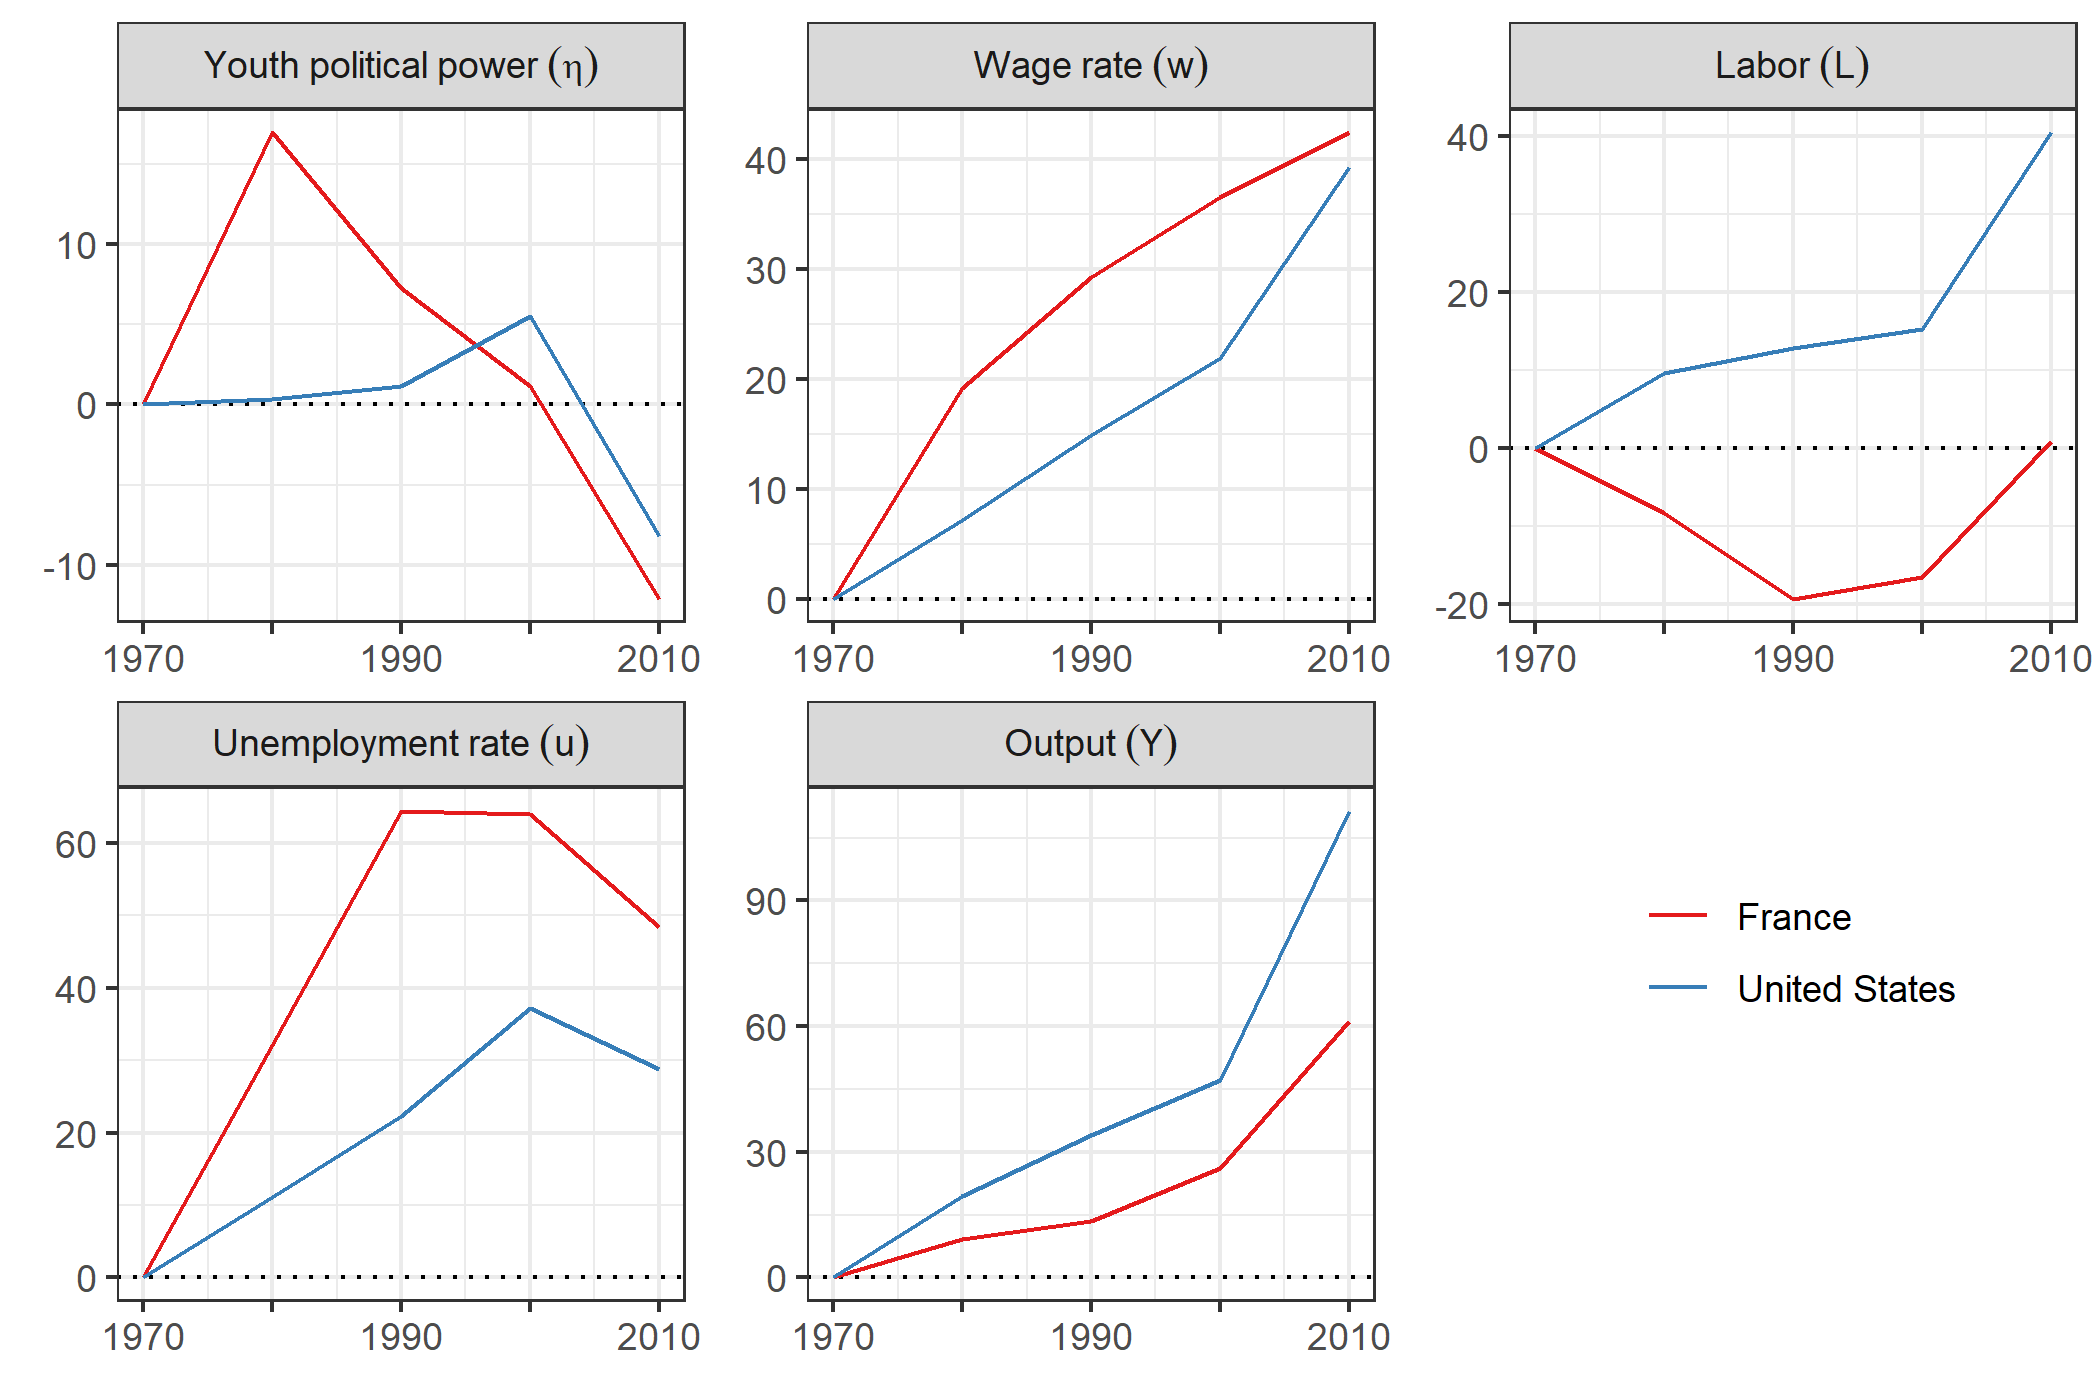 Youth political power (η)
Wage rate (w)
Labor (L)
10
0
-10
40
30
20
10
0
40
20
0
-20
1970 1990 2010
1970 1990 2010
1970 1990 2010
Unemployment rate (u)
Output (Y)
60
40
20
0
90
60
30
0
1970 1990 2010
1970 1990 2010
France
United States